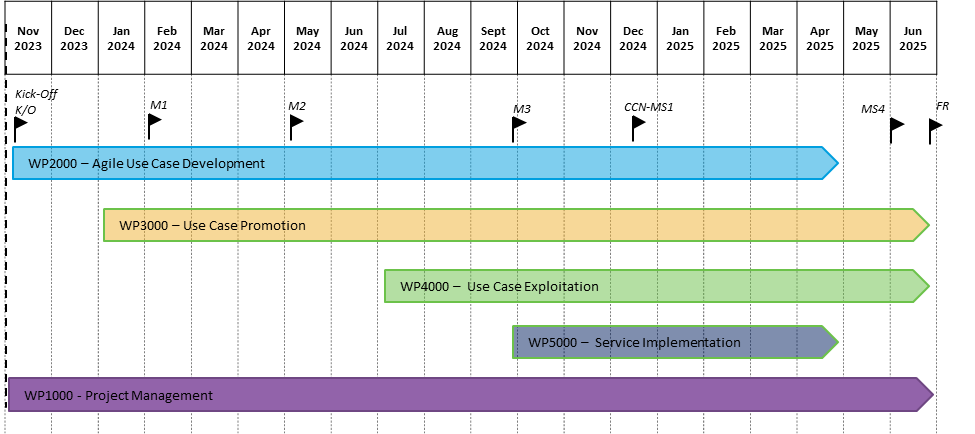 Nov Dec Jan Feb Mar Apr May Jun Jul Aug Sept Oct Nov Dec Jan Feb Mar Apr May Jun
2023 2023 2024 2024 2024 2024 2024 2024 2024 2024 2024 2024 2024 2024 2025 2025 2025 2025 2025 2025
Kick-Off
K/O
M1
M2
M3
CCN-MS1
MS4
FR
WP2000 – Agile Use Case Development
WP3000 – Use Case Promotion
WP4000 – Use Case Exploitation
WP5000 – Service Implementation
WP1000 - Project Management